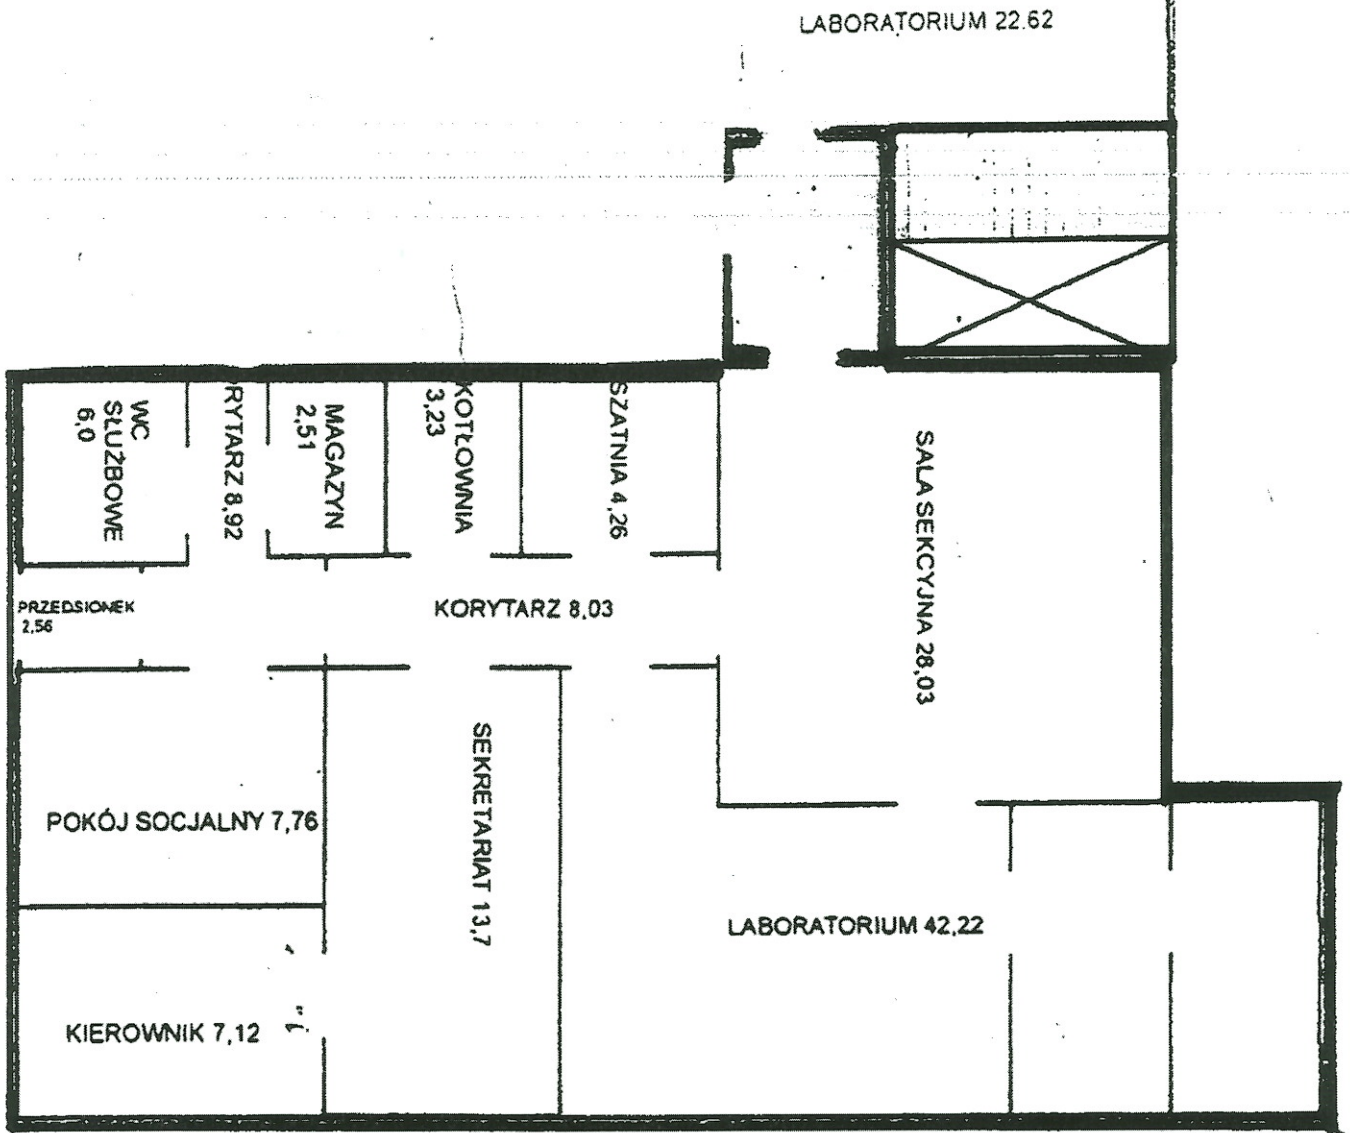 LABORATORIUM 22.62
WC
SŁUŻBOWE
6,0
RYTARZ 8,92
MAGAZYN
2,51
KOTŁOWNIA
3,23
SZATNIA 4,26
SALA SEKCYJNA 28,03
PRZEDSIONEK
2,56
KORYTARZ 8,03
POKÓJ SOCJALNY 7,76
SEKRETARIAT 13,7
LABORATORIUM 42,22
KIEROWNIK 7,12